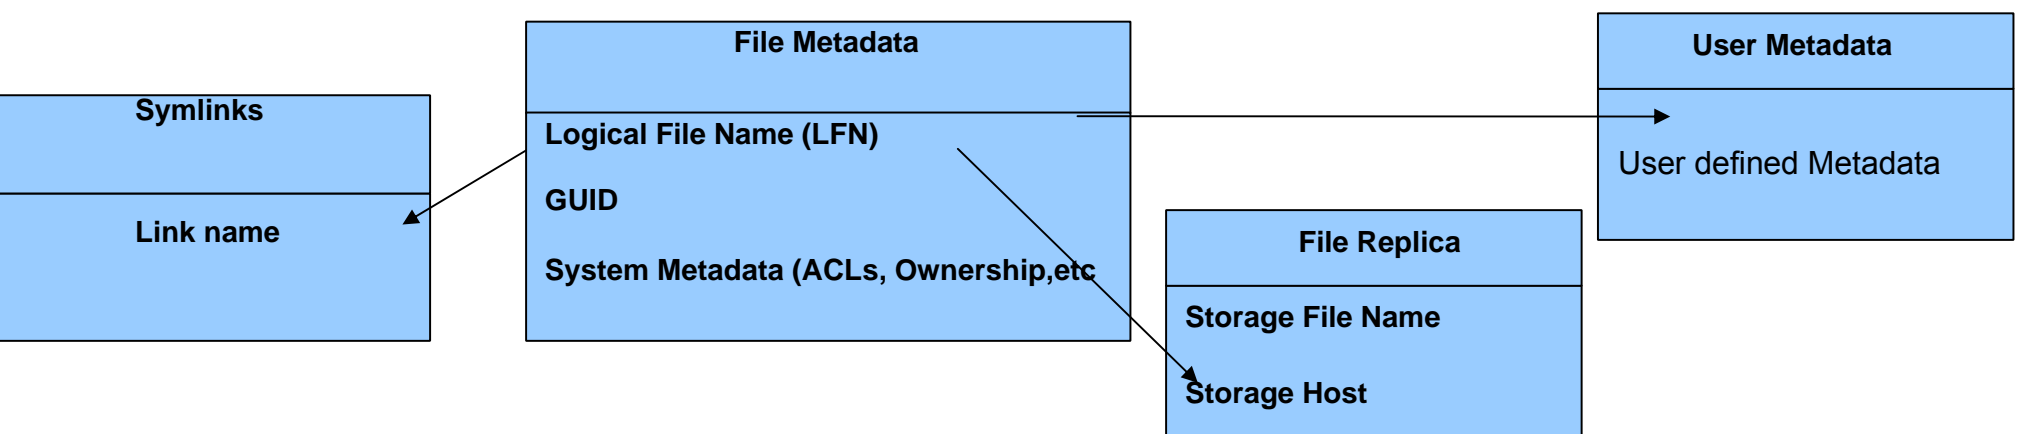 Symlinks
Link name
File Metadata
Logical File Name (LFN)
GUID
System Metadata (ACLs, Ownership,etc
File Replica
Storage File Name
Storage Host
User Metadata
User defined Metadata